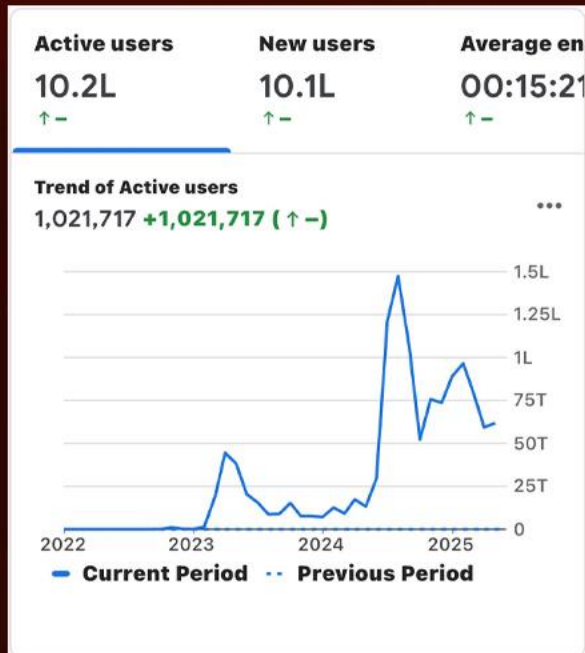 Active users New users Average en
10.2L 10.1L 00:15:21
↑ – ↑ – ↑ –
Trend of Active users
1,021,717 +1,021,717 ( ↑ –)
1.5L
1.25L
1L
75T
50T
25T
0
2022 2023 2024 2025
Current Period Previous Period